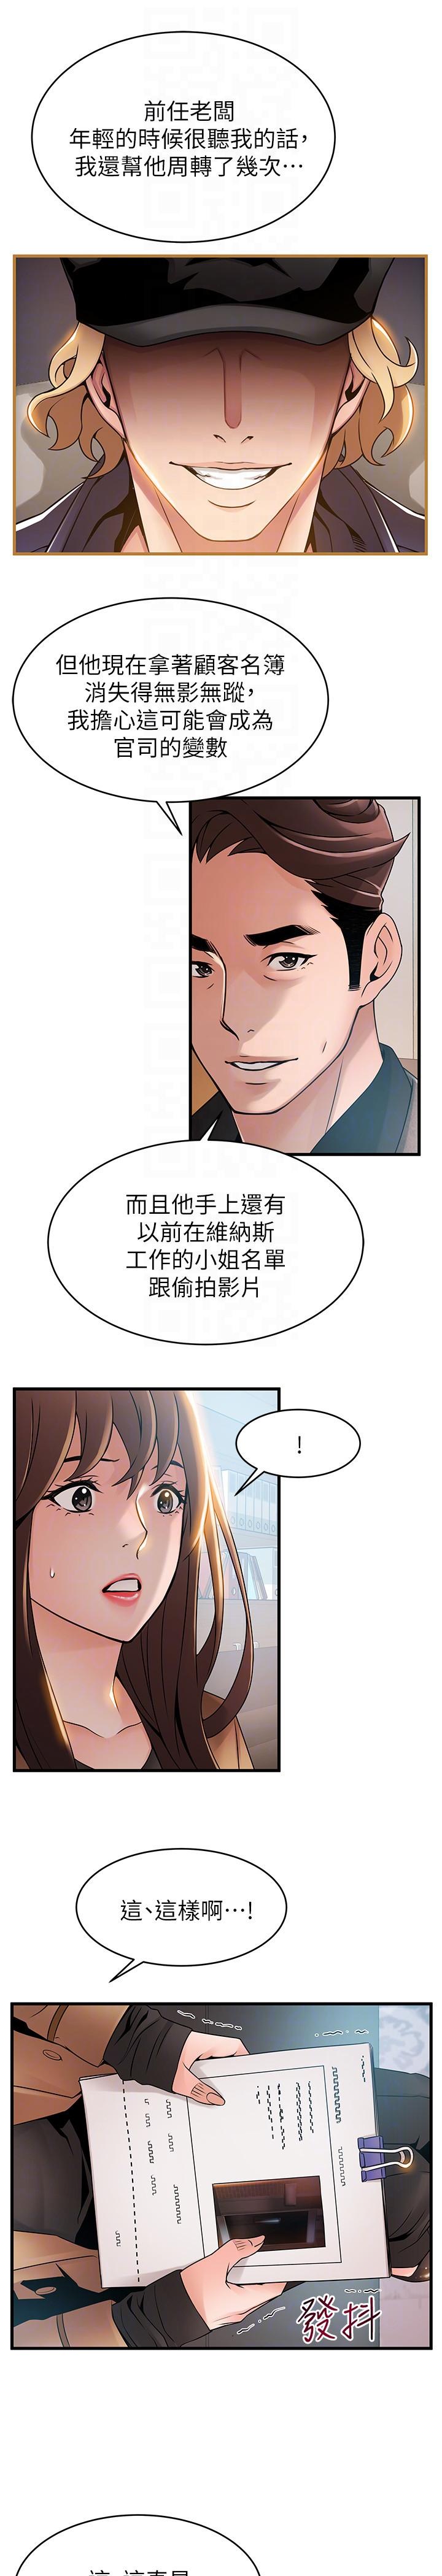 前任老闆
年輕的時候很聽我的話,
我還幫他周轉了幾次…
但他現在拿著顧客名簿
消失得無影無蹤,
我擔心這可能會成為
官司的變數
而且他手上還有
以前在維納斯
工作的小姐名單
跟偷拍影片
!
這、這樣啊…!
發抖